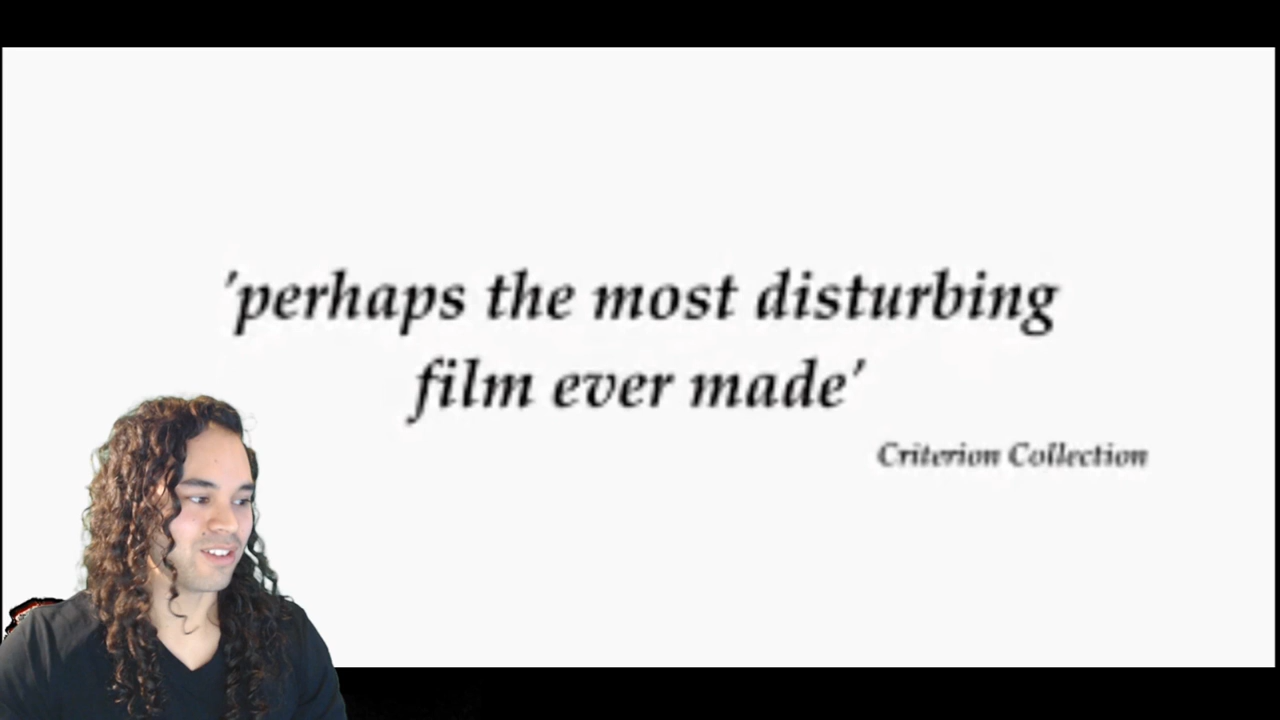 'perhaps the most disturbing
film ever made'
Criterion Collection